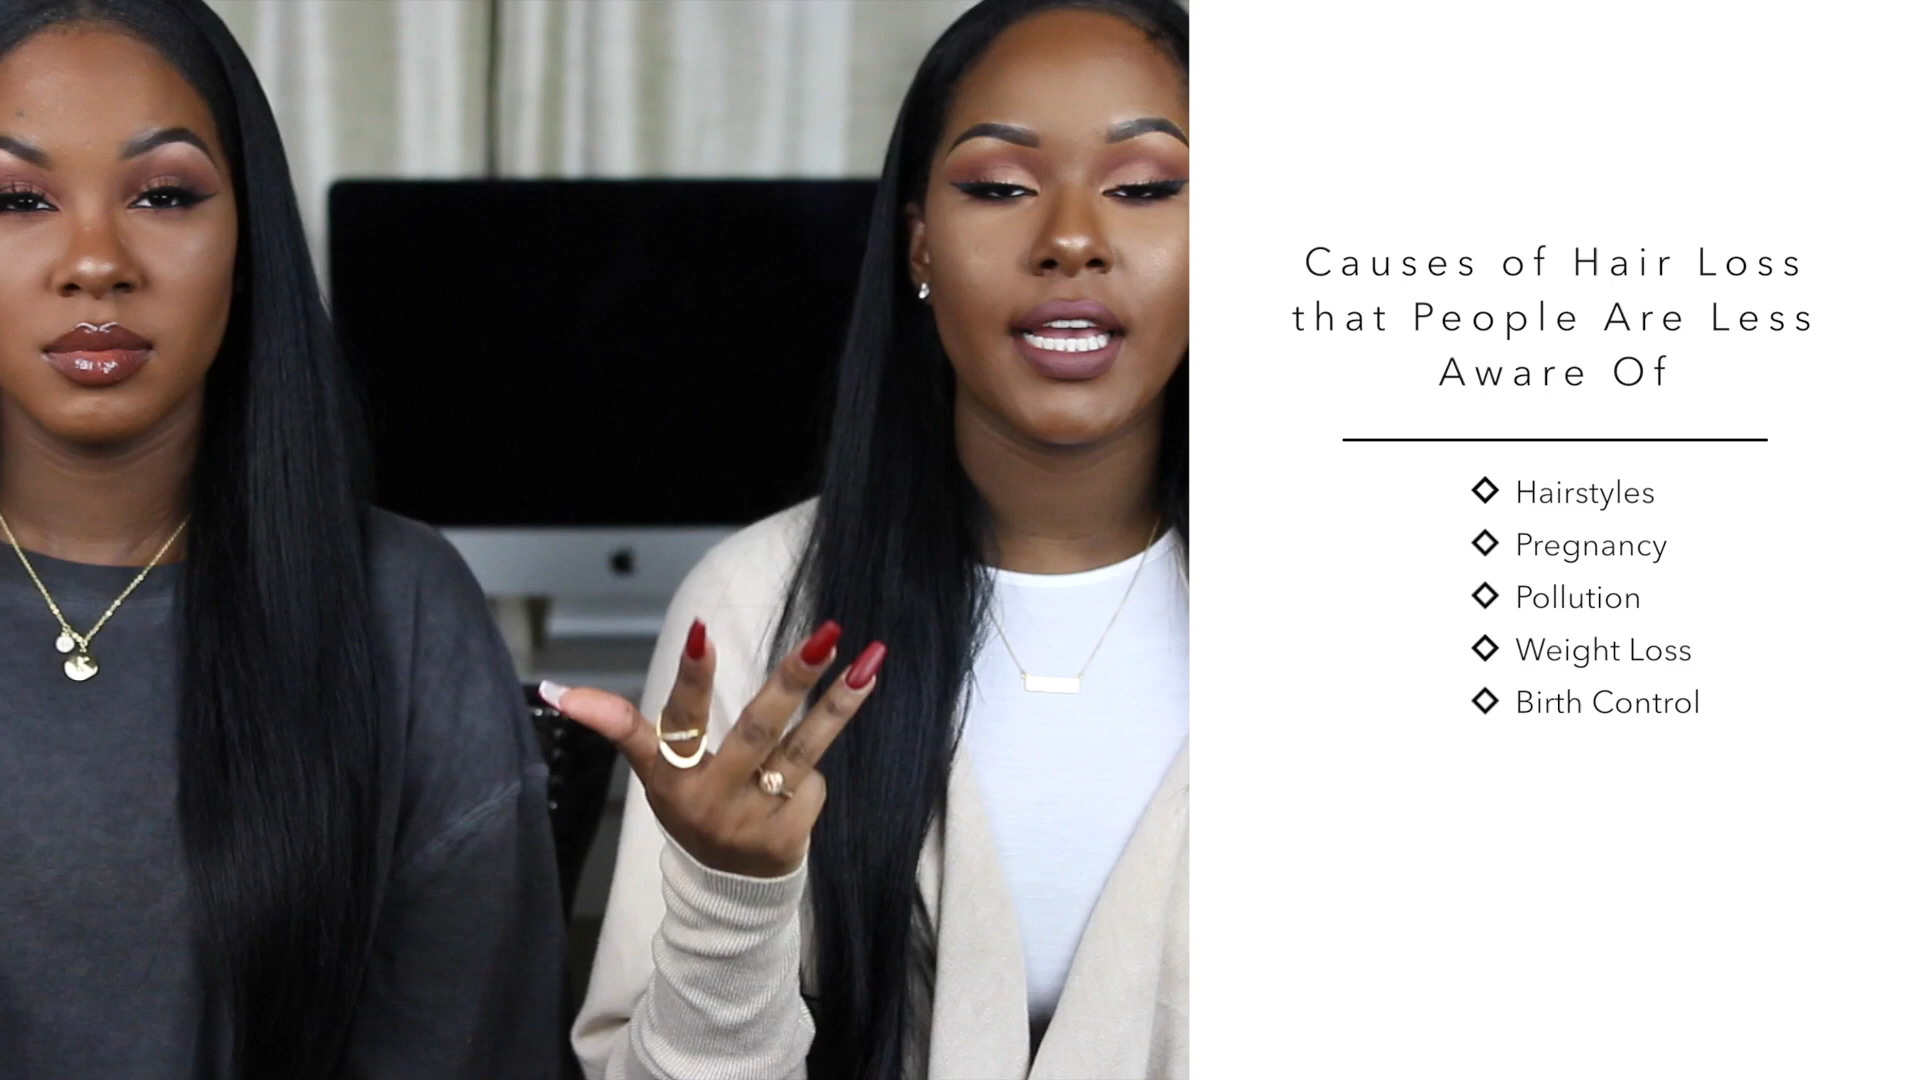 Causes of Hair Loss
that People Are Less
Aware Of
Hairstyles
Pregnancy
Pollution
Weight Loss
Birth Control